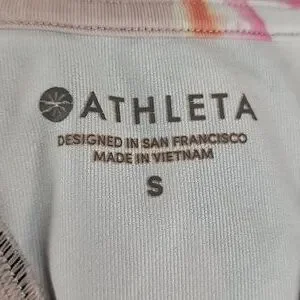 ATHLETA
DESIGNED IN SAN FRANCISCO
MADE IN VIETNAM
S